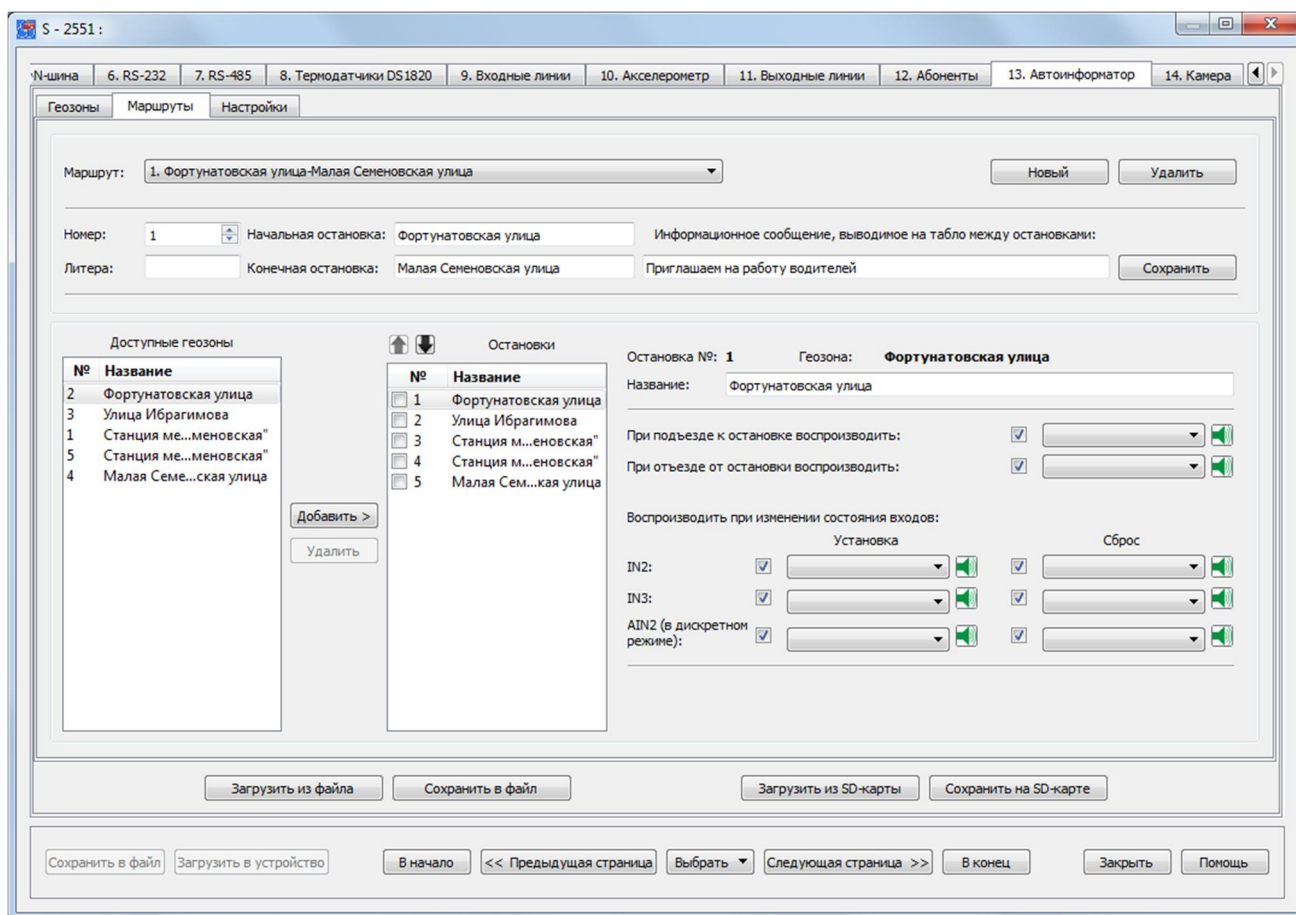 S - 2551 :
N-шина 6. RS-232 7. RS-485 8. Термодатчики DS1820 9. Входные линии 10. Акселерометр 11. Выходные линии 12. Абоненты 13. Автоинформатор 14. Камера
Геозоны Маршруты Настройки
Маршрут: 1. Фортунатовская улица-Малая Семеновская улица Новый Удалить
Номер: 1 Начальная остановка: Фортунатовская улица Информационное сообщение, выводимое на табло между остановками:
Литера: Конечная остановка: Малая Семеновская улица Приглашаем на работу водителей Сохранить
Доступные геозоны
№ Название
2 Фортунатовская улица
3 Улица Ибрагимова
1 Станция ме...меновская"
5 Станция ме...меновская"
4 Малая Семе...ская улица
Добавить >
Удалить
Остановки
№ Название
1 Фортунатовская улица
2 Улица Ибрагимова
3 Станция м...еновская"
4 Станция м...еновская"
5 Малая Сем...кая улица
Остановка №: 1 Геозона: Фортунатовская улица
Название: Фортунатовская улица
При подъезде к остановке воспроизводить:
При отъезде от остановки воспроизводить:
Воспроизводить при изменении состояния входов:
Установка Сброс
IN2:
IN3:
AIN2 (в дискретном
режиме):
Загрузить из файла Сохранить в файл Загрузить из SD-карты Сохранить на SD-карте
Сохранить в файл Загрузить в устройство В начало << Предыдущая страница Выбрать Следующая страница >> В конец Закрыть Помощь